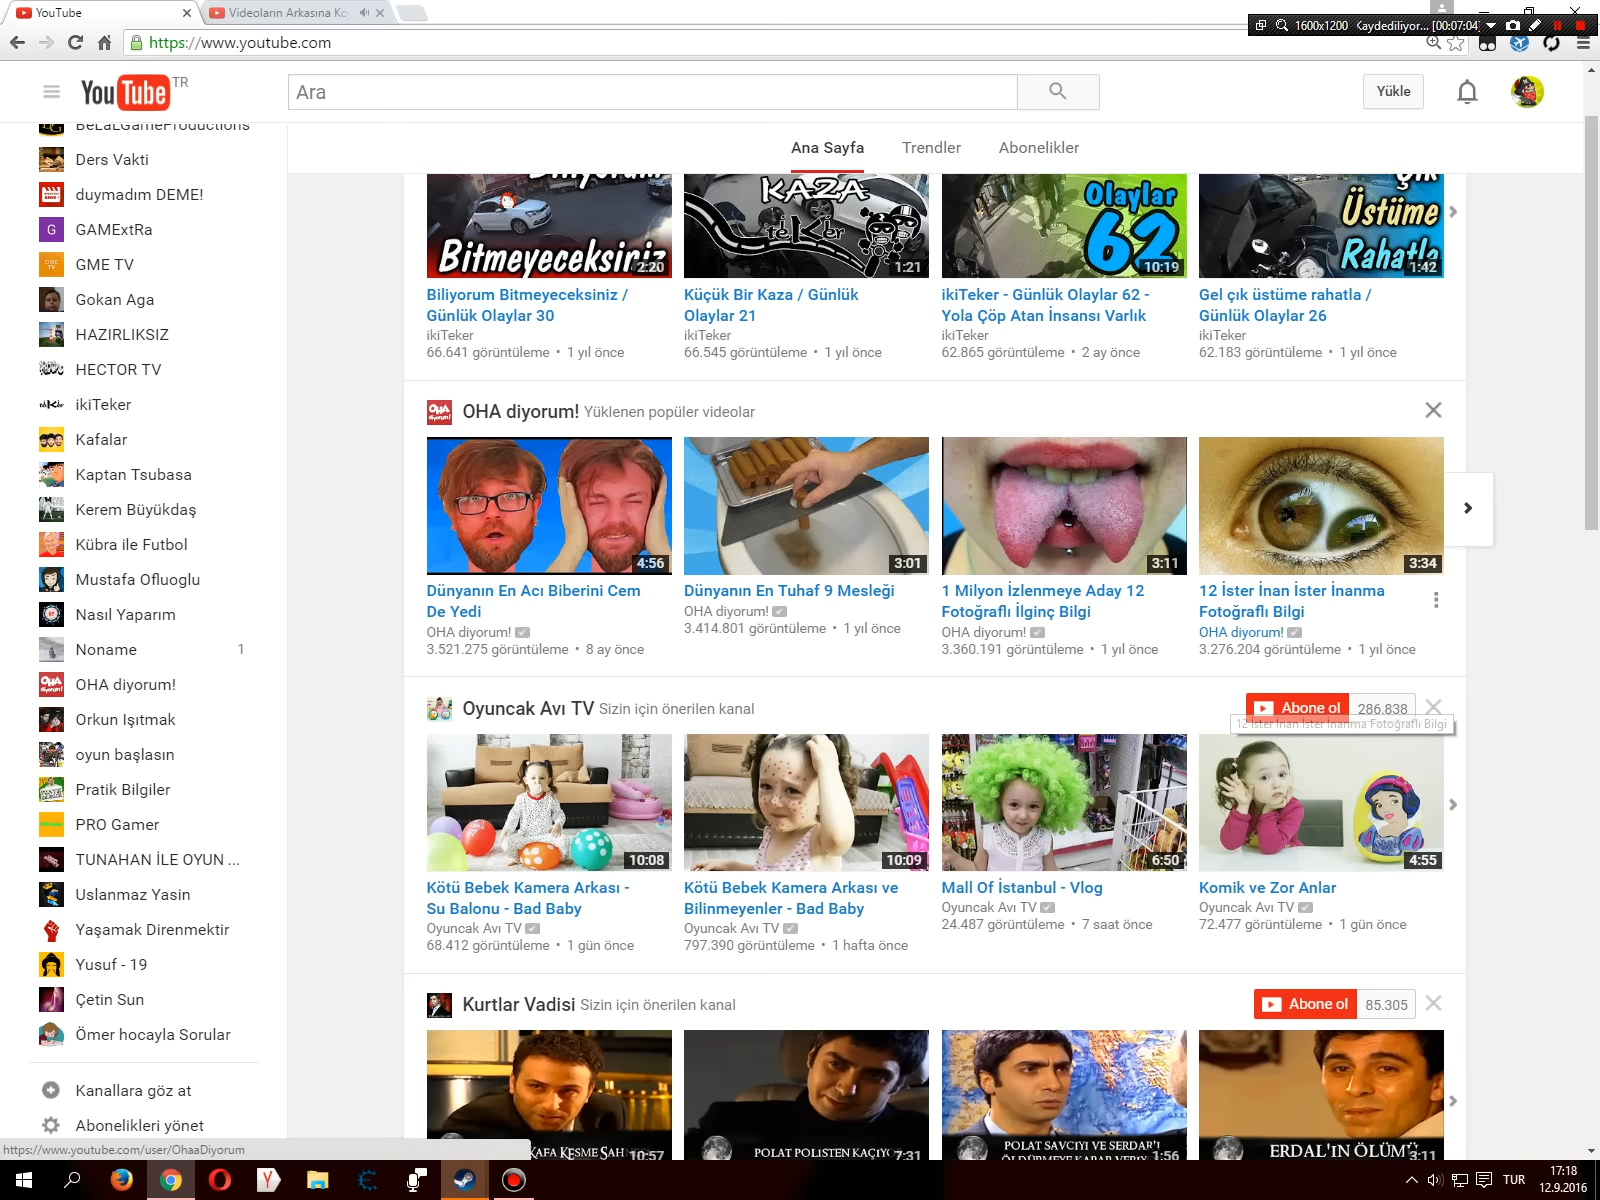 YouTube
Videoların Arkasına Ko
1600x1200 Kaydediliyor... [00:07:04]
https://www.youtube.com
YouTube TR
Ara
Yükle
Ana Sayfa Trendler Abonelikler
BeLaLGameProductions
Ders Vakti
duymadım DEME!
GAMExtRa
GME TV
Gokan Aga
HAZIRLIKSIZ
HECTOR TV
ikiTeker
Kafalar
Kaptan Tsubasa
Kerem Büyükdaş
Kübra ile Futbol
Mustafa Ofluoglu
Nasıl Yaparım
Noname 1
OHA diyorum!
Orkun Işıtmak
oyun başlasın
Pratik Bilgiler
PRO Gamer
TUNAHAN İLE OYUN ...
Uslanmaz Yasin
Yaşamak Direnmektir
Yusuf - 19
Çetin Sun
Ömer hocayla Sorular
Kanallara göz at
Abonelikleri yönet
https://www.youtube.com/user/OhaaDiyorum
Biliyorum
Bitmeyeceksiniz
2:20
KAZA
iKiTeKer
1:21
Olaylar
62
10:19
Çık
Üstüme
Rahatla
1:42
Biliyorum Bitmeyeceksiniz /
Günlük Olaylar 30
ikiTeker
66.641 görüntüleme • 1 yıl önce
Küçük Bir Kaza / Günlük
Olaylar 21
ikiTeker
66.545 görüntüleme • 1 yıl önce
ikiTeker - Günlük Olaylar 62 -
Yola Çöp Atan İnsansı Varlık
ikiTeker
62.865 görüntüleme • 2 ay önce
Gel çık üstüme rahatla /
Günlük Olaylar 26
ikiTeker
62.183 görüntüleme • 1 yıl önce
OHA diyorum! OHA diyorum! Yüklenen popüler videolar
4:56
3:01
3:11
3:34
Dünyanın En Acı Biberini Cem
De Yedi
OHA diyorum!
3.521.275 görüntüleme • 8 ay önce
Dünyanın En Tuhaf 9 Mesleği
OHA diyorum!
3.414.801 görüntüleme • 1 yıl önce
1 Milyon İzlenmeye Aday 12
Fotoğraflı İlginç Bilgi
OHA diyorum!
3.360.191 görüntüleme • 1 yıl önce
12 İster İnan İster İnanma
Fotoğraflı Bilgi
OHA diyorum!
3.276.204 görüntüleme • 1 yıl önce
Oyuncak Avı TV Sizin için önerilen kanal
Abone ol 286.838
12 İster İnan İster İnanma Fotoğraflı Bilgi
10:08
10:09
6:50
4:55
Kötü Bebek Kamera Arkası -
Su Balonu - Bad Baby
Oyuncak Avı TV
68.412 görüntüleme • 1 gün önce
Kötü Bebek Kamera Arkası ve
Bilinmeyenler - Bad Baby
Oyuncak Avı TV
797.390 görüntüleme • 1 hafta önce
Mall Of İstanbul - Vlog
Oyuncak Avı TV
24.487 görüntüleme • 7 saat önce
Komik ve Zor Anlar
Oyuncak Avı TV
72.477 görüntüleme • 1 gün önce
Kurtlar Vadisi Sizin için önerilen kanal
Abone ol 85.305
KAFA KESME SAH
10:57
POLAT POLİSTEN KAÇIYO
7:31
POLAT SAVCIYI VE SERDAR'I
ÖLDÜRMEYE KARAR VERİY
1:56
ERDAL'IN ÖLÜMÜ
3:11
TUR
17:18
12.9.2016